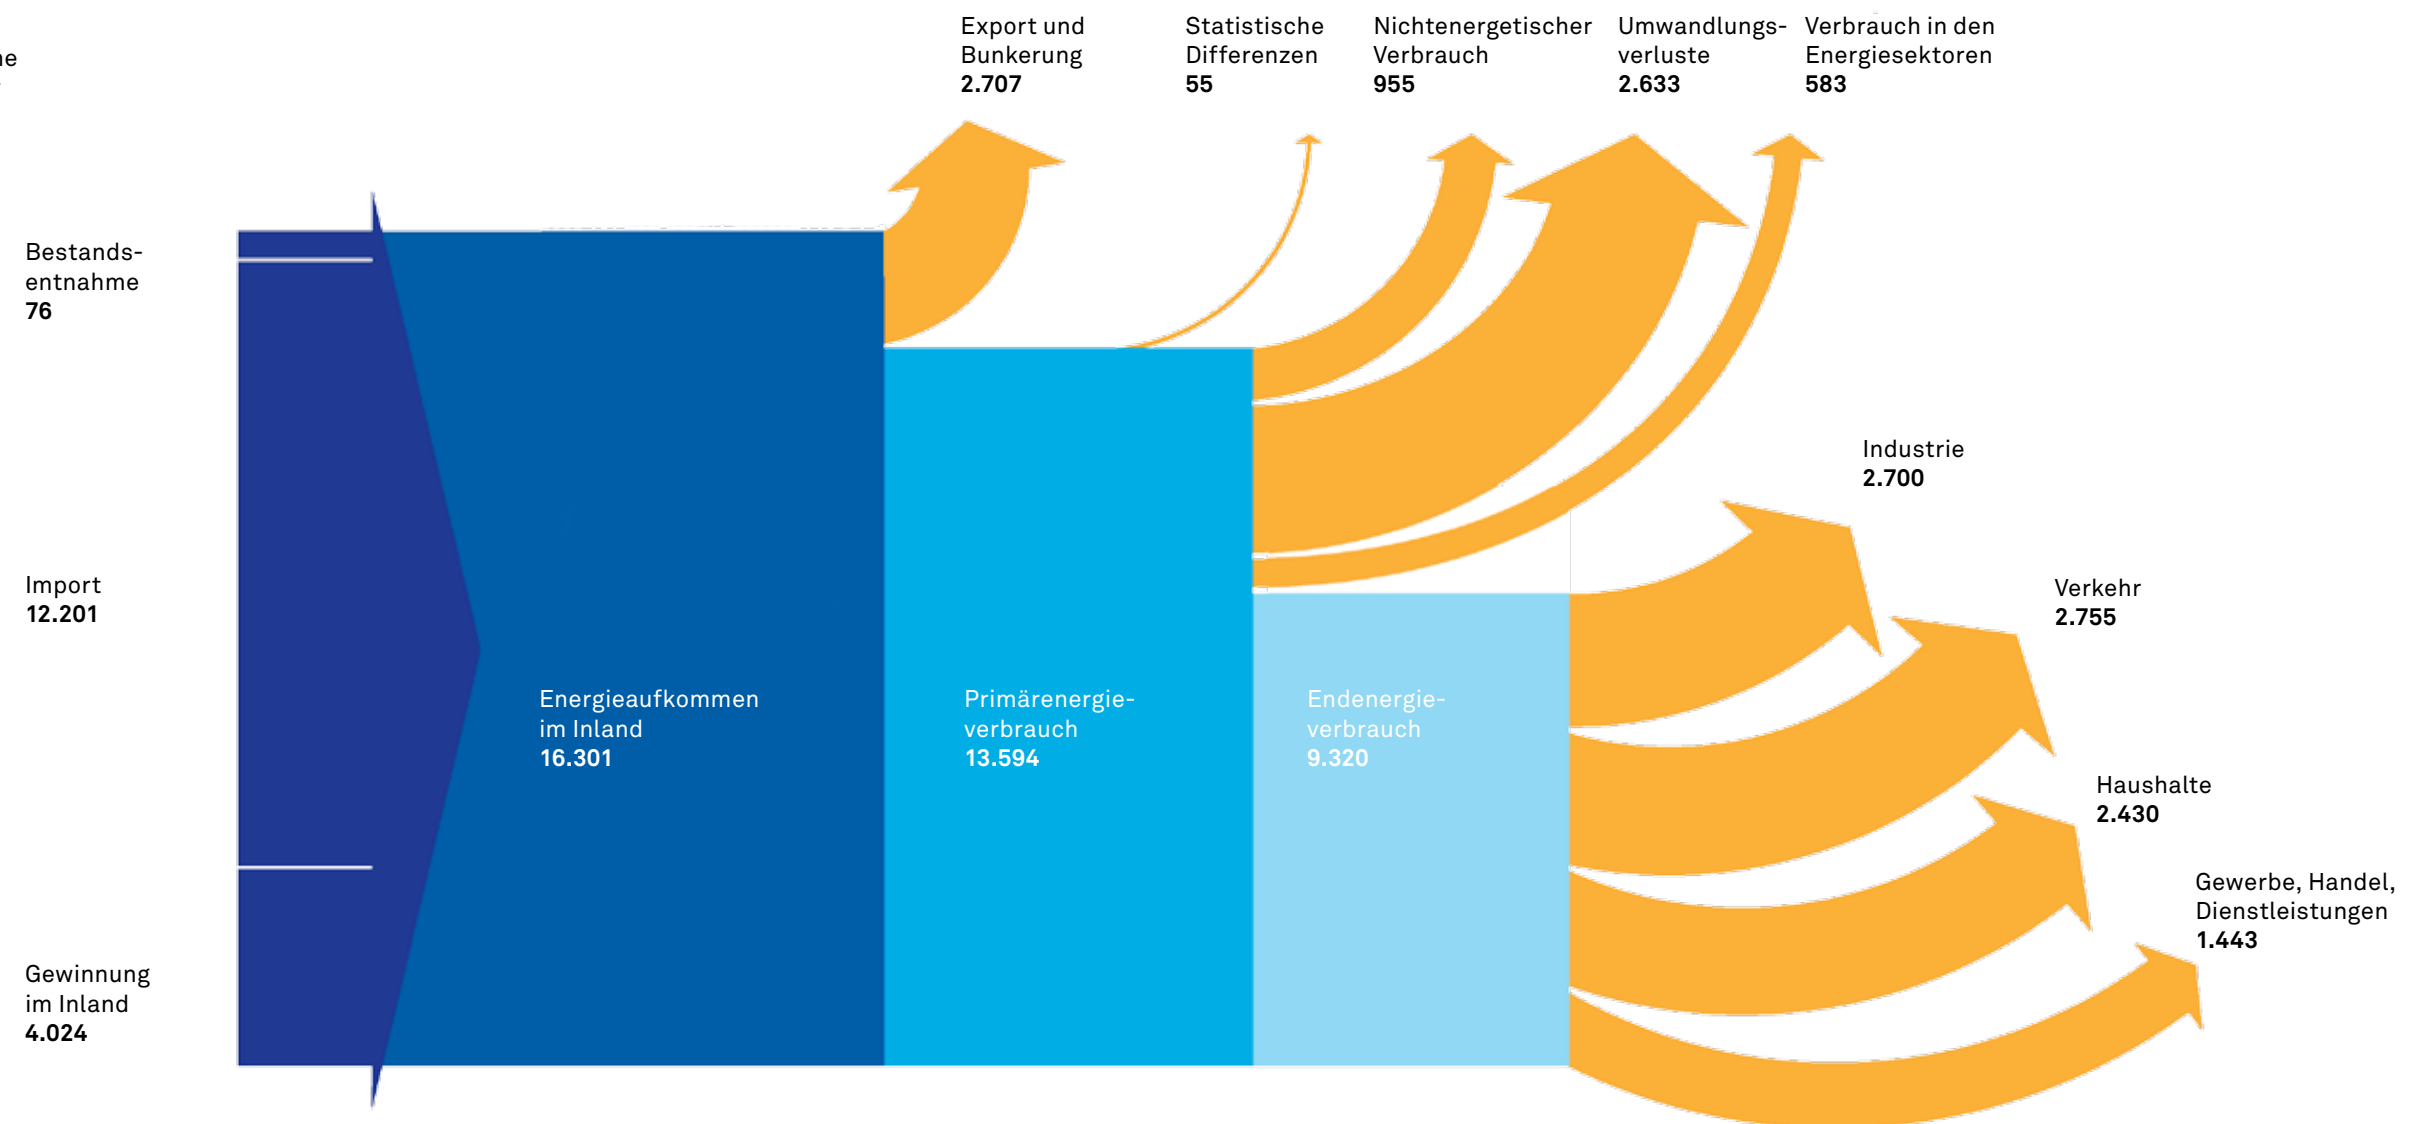 Export und
Bunkerung
2.707
Statistische
Differenzen
55
Nichtenergetischer
Verbrauch
955
Umwandlungs-
verluste
2.633
Verbrauch in den
Energiesektoren
583
Bestands-
entnahme
76
Import
12.201
Gewinnung
im Inland
4.024
Energieaufkommen
im Inland
16.301
Primärenergie-
verbrauch
13.594
Endenergie-
verbrauch
9.320
Industrie
2.700
Verkehr
2.755
Haushalte
2.430
Gewerbe, Handel,
Dienstleistungen
1.443